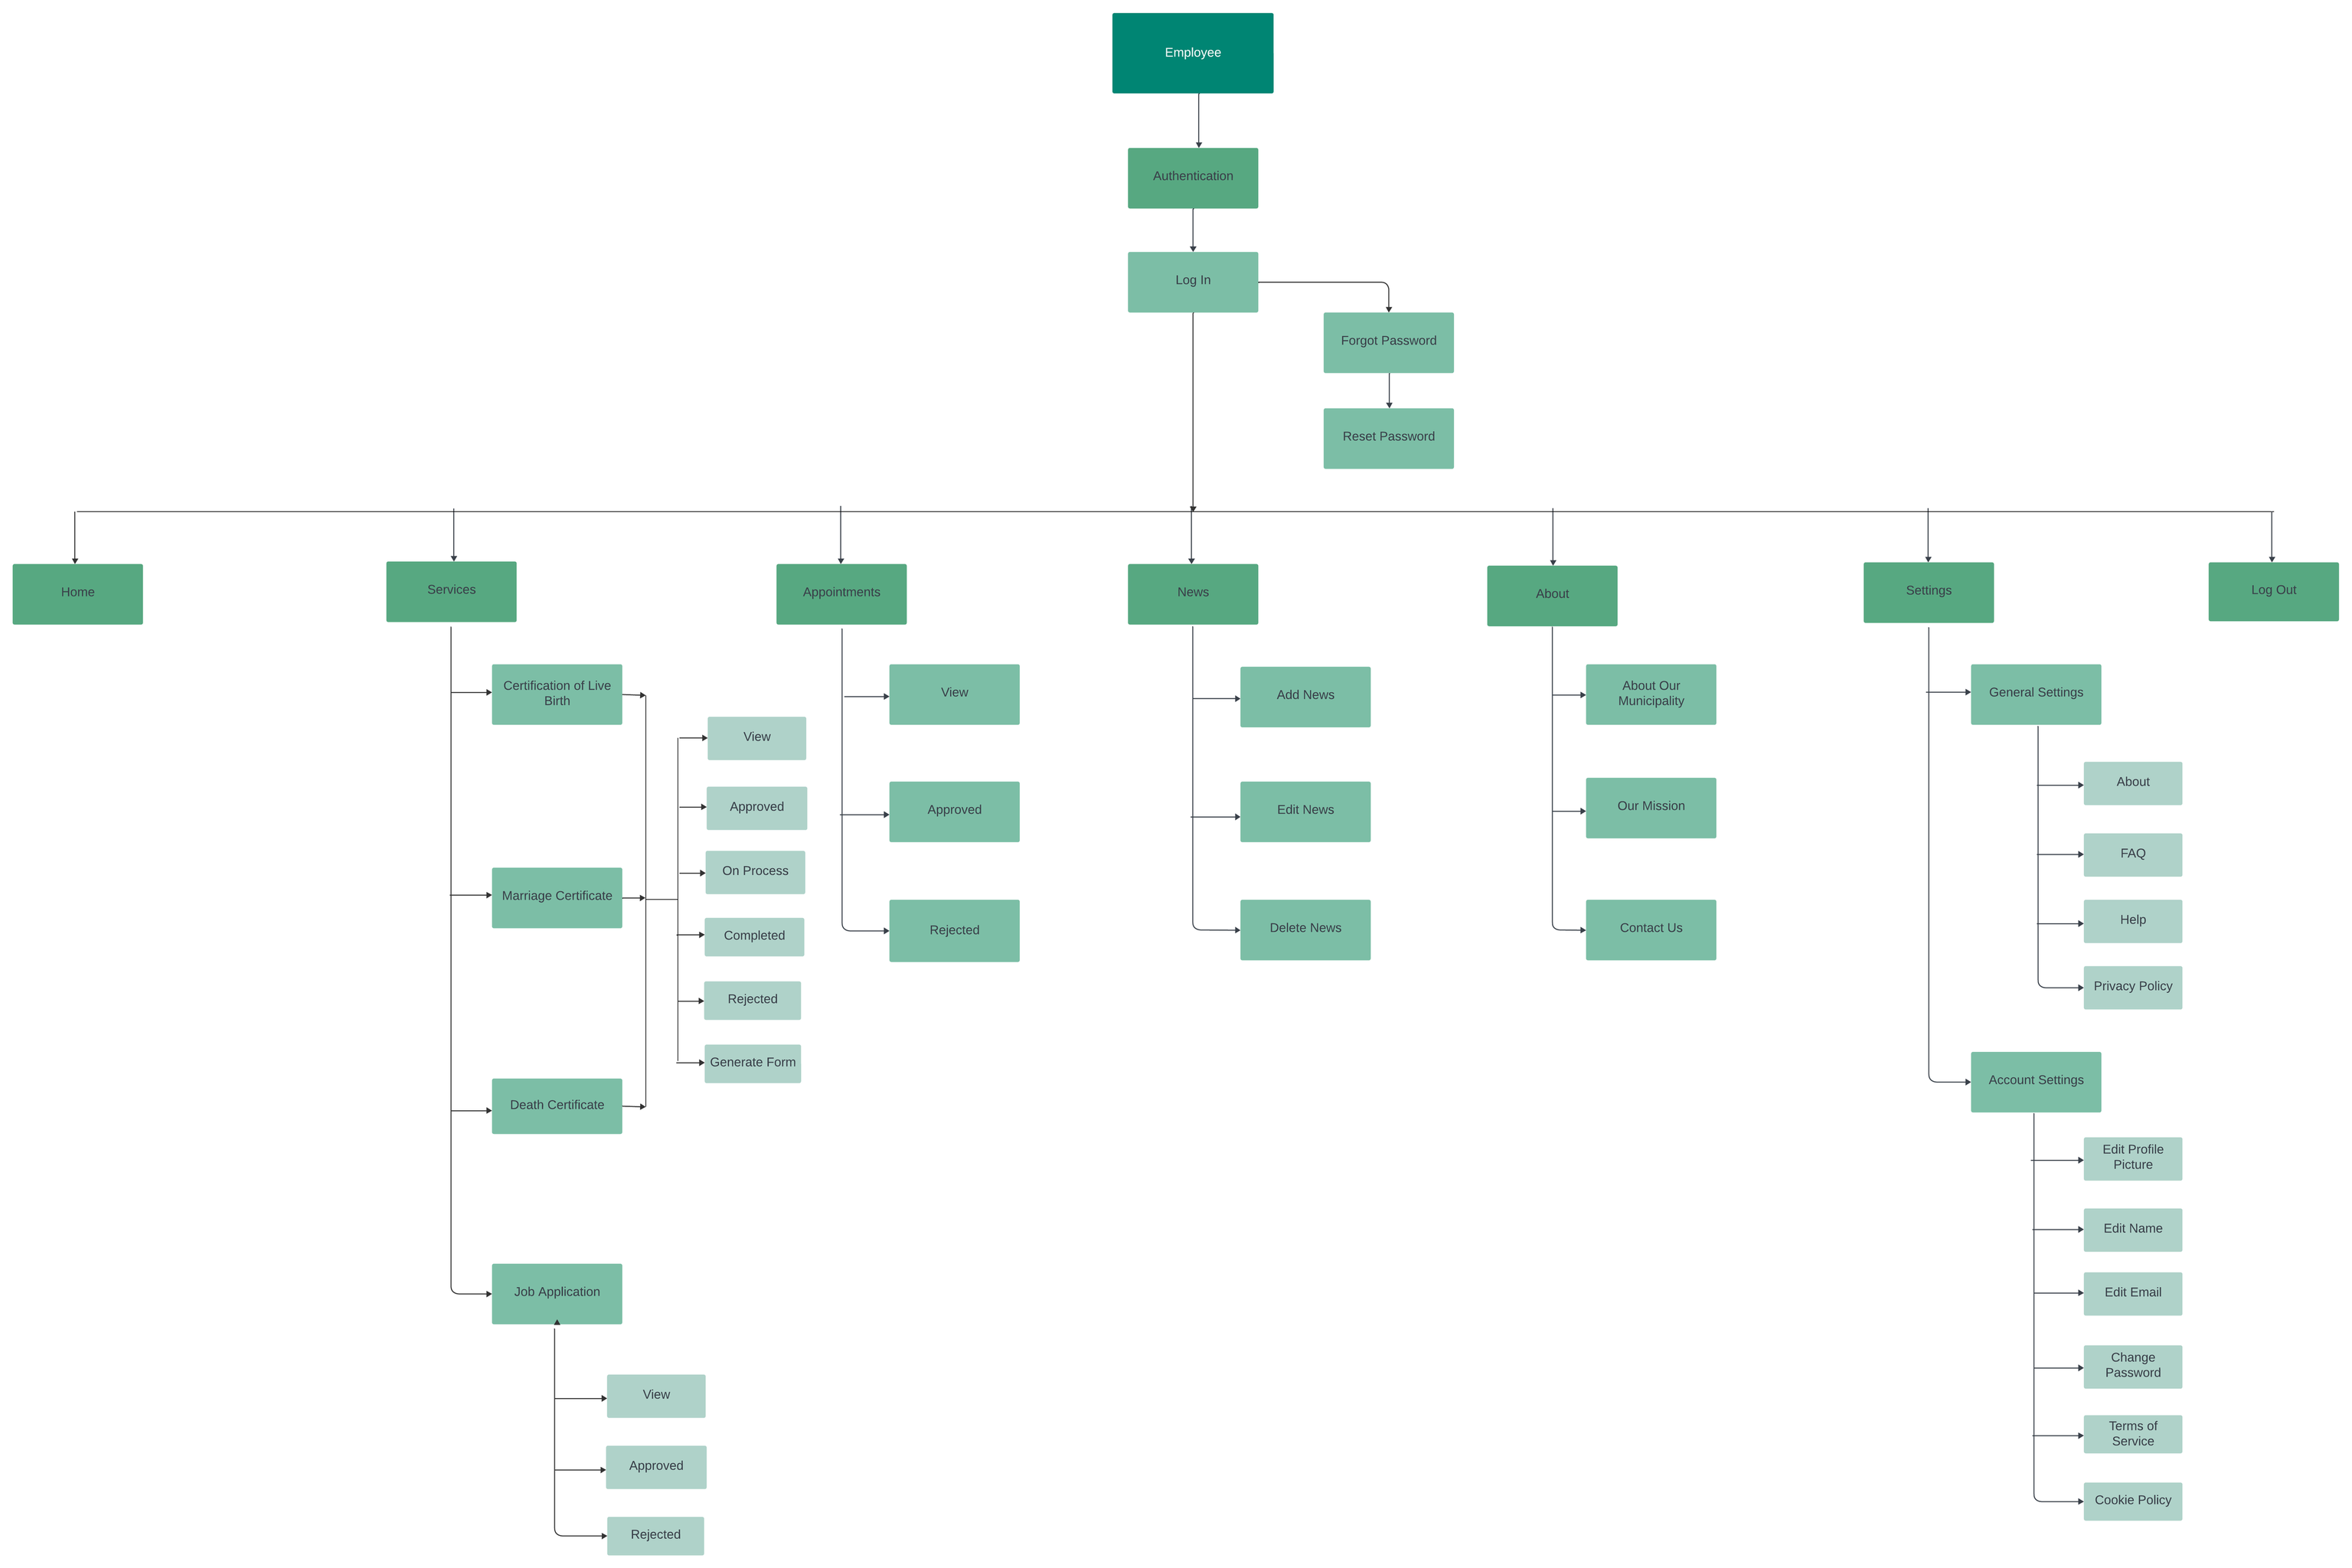 Employee
Authentication
Log In
Forgot Password
Reset Password
Home
Services
Appointments
News
About
Settings
Log Out
Certification of Live
Birth
Marriage Certificate
Death Certificate
Job Application
View
Approved
On Process
Completed
Rejected
Generate Form
View
Approved
Rejected
View
Approved
Rejected
Add News
Edit News
Delete News
About Our
Municipality
Our Mission
Contact Us
General Settings
About
FAQ
Help
Privacy Policy
Account Settings
Edit Profile
Picture
Edit Name
Edit Email
Change
Password
Terms of
Service
Cookie Policy